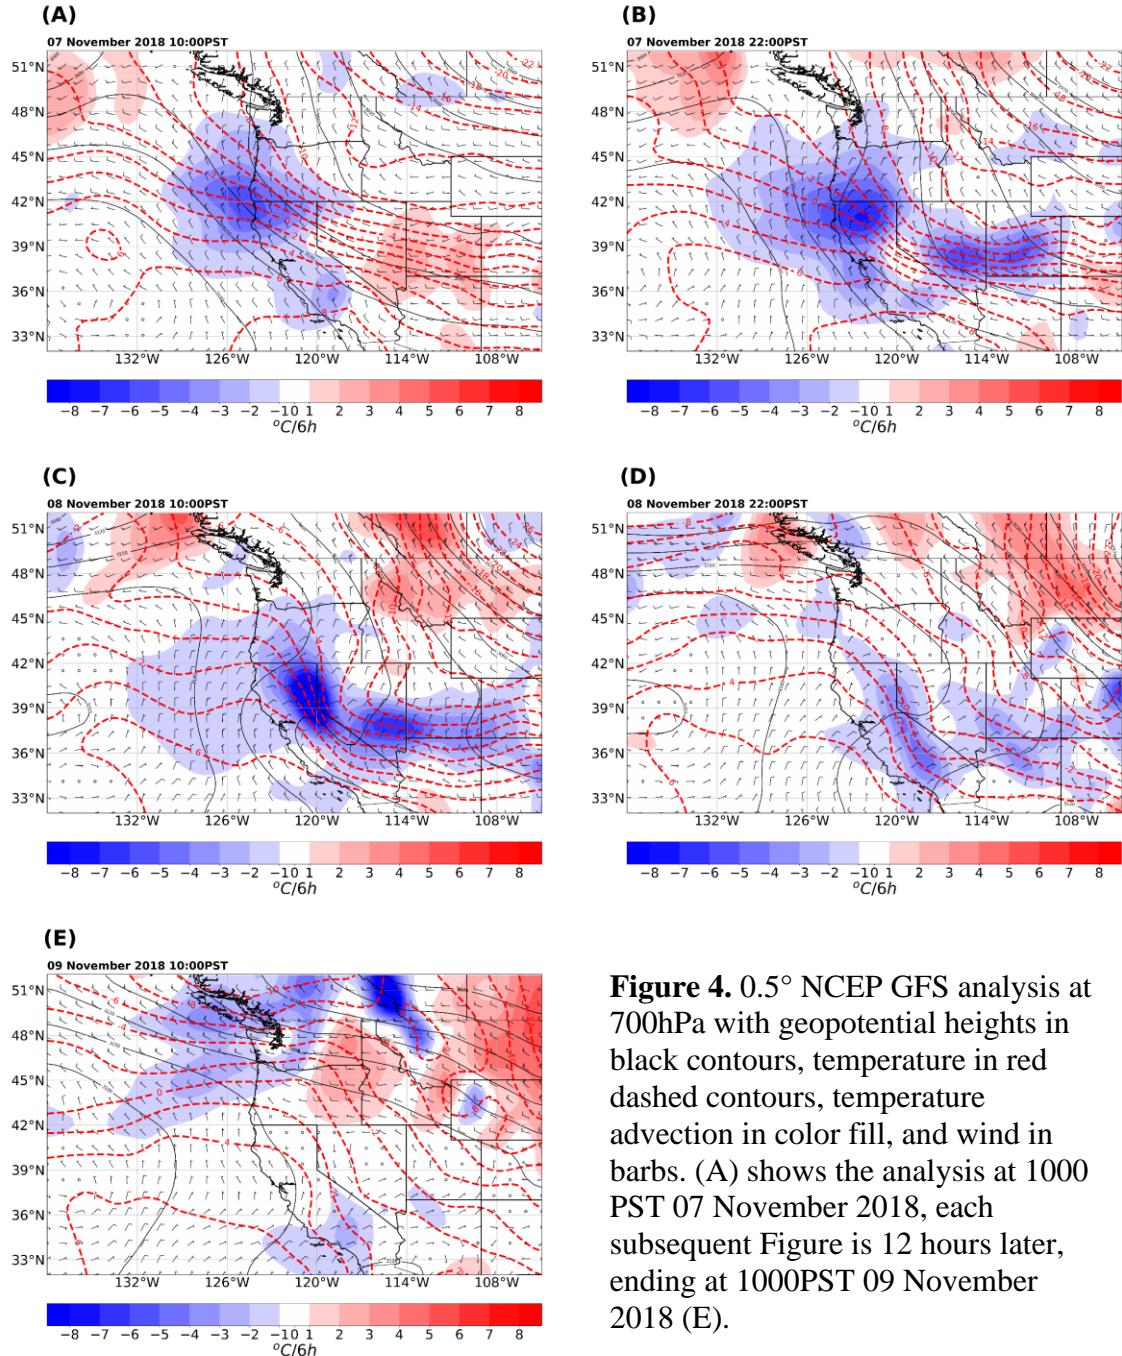 (A)
07 November 2018 10:00PST
51°N
48°N
45°N
42°N
39°N
36°N
33°N
132°W 126°W 120°W 114°W 108°W
−8 −7 −6 −5 −4 −3 −2 −10 1 2 3 4 5 6 7 8
°C/6h
(B)
07 November 2018 22:00PST
51°N
48°N
45°N
42°N
39°N
36°N
33°N
132°W 126°W 120°W 114°W 108°W
−8 −7 −6 −5 −4 −3 −2 −10 1 2 3 4 5 6 7 8
°C/6h
(C)
08 November 2018 10:00PST
51°N
48°N
45°N
42°N
39°N
36°N
33°N
132°W 126°W 120°W 114°W 108°W
−8 −7 −6 −5 −4 −3 −2 −10 1 2 3 4 5 6 7 8
°C/6h
(D)
08 November 2018 22:00PST
51°N
48°N
45°N
42°N
39°N
36°N
33°N
132°W 126°W 120°W 114°W 108°W
−8 −7 −6 −5 −4 −3 −2 −10 1 2 3 4 5 6 7 8
°C/6h
(E)
09 November 2018 10:00PST
51°N
48°N
45°N
42°N
39°N
36°N
33°N
132°W 126°W 120°W 114°W 108°W
−8 −7 −6 −5 −4 −3 −2 −10 1 2 3 4 5 6 7 8
°C/6h
Figure 4. 0.5° NCEP GFS analysis at
700hPa with geopotential heights in
black contours, temperature in red
dashed contours, temperature
advection in color fill, and wind in
barbs. (A) shows the analysis at 1000
PST 07 November 2018, each
subsequent Figure is 12 hours later,
ending at 1000PST 09 November
2018 (E).